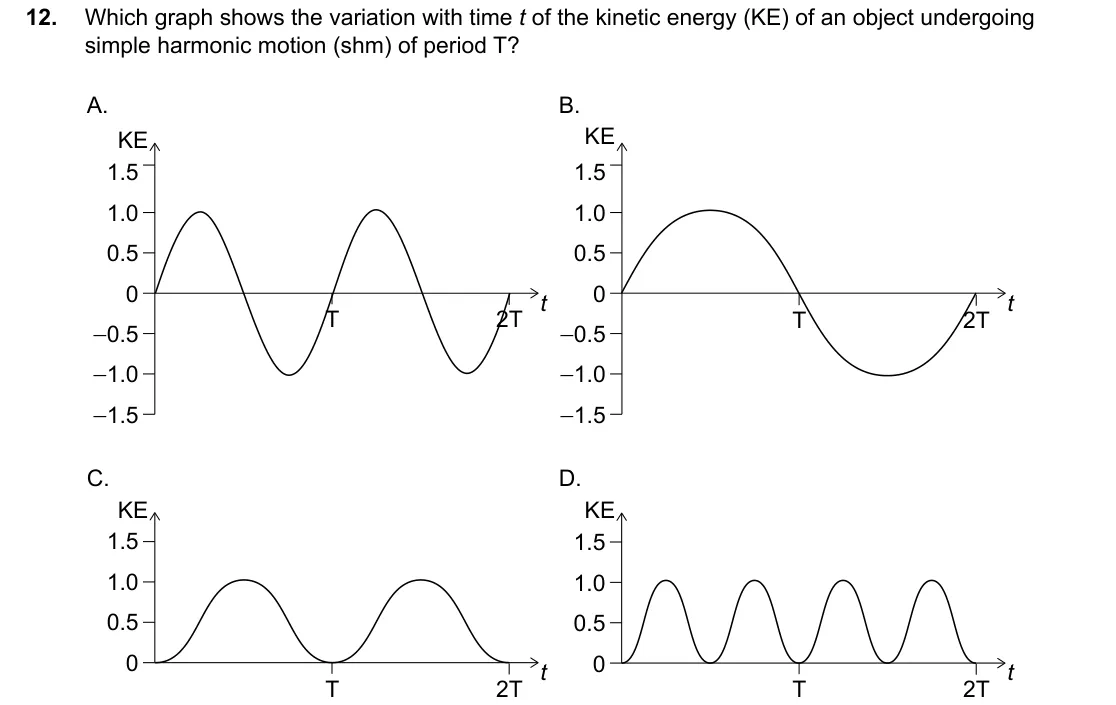 12. Which graph shows the variation with time t of the kinetic energy (KE) of an object undergoing
simple harmonic motion (shm) of period T?
A.
KE
1.5
1.0
0.5
0
–0.5
–1.0
–1.5
T
2T
t
B.
KE
1.5
1.0
0.5
0
–0.5
–1.0
–1.5
T
2T
t
C.
KE
1.5
1.0
0.5
0
T
2T
t
D.
KE
1.5
1.0
0.5
0
T
2T
t